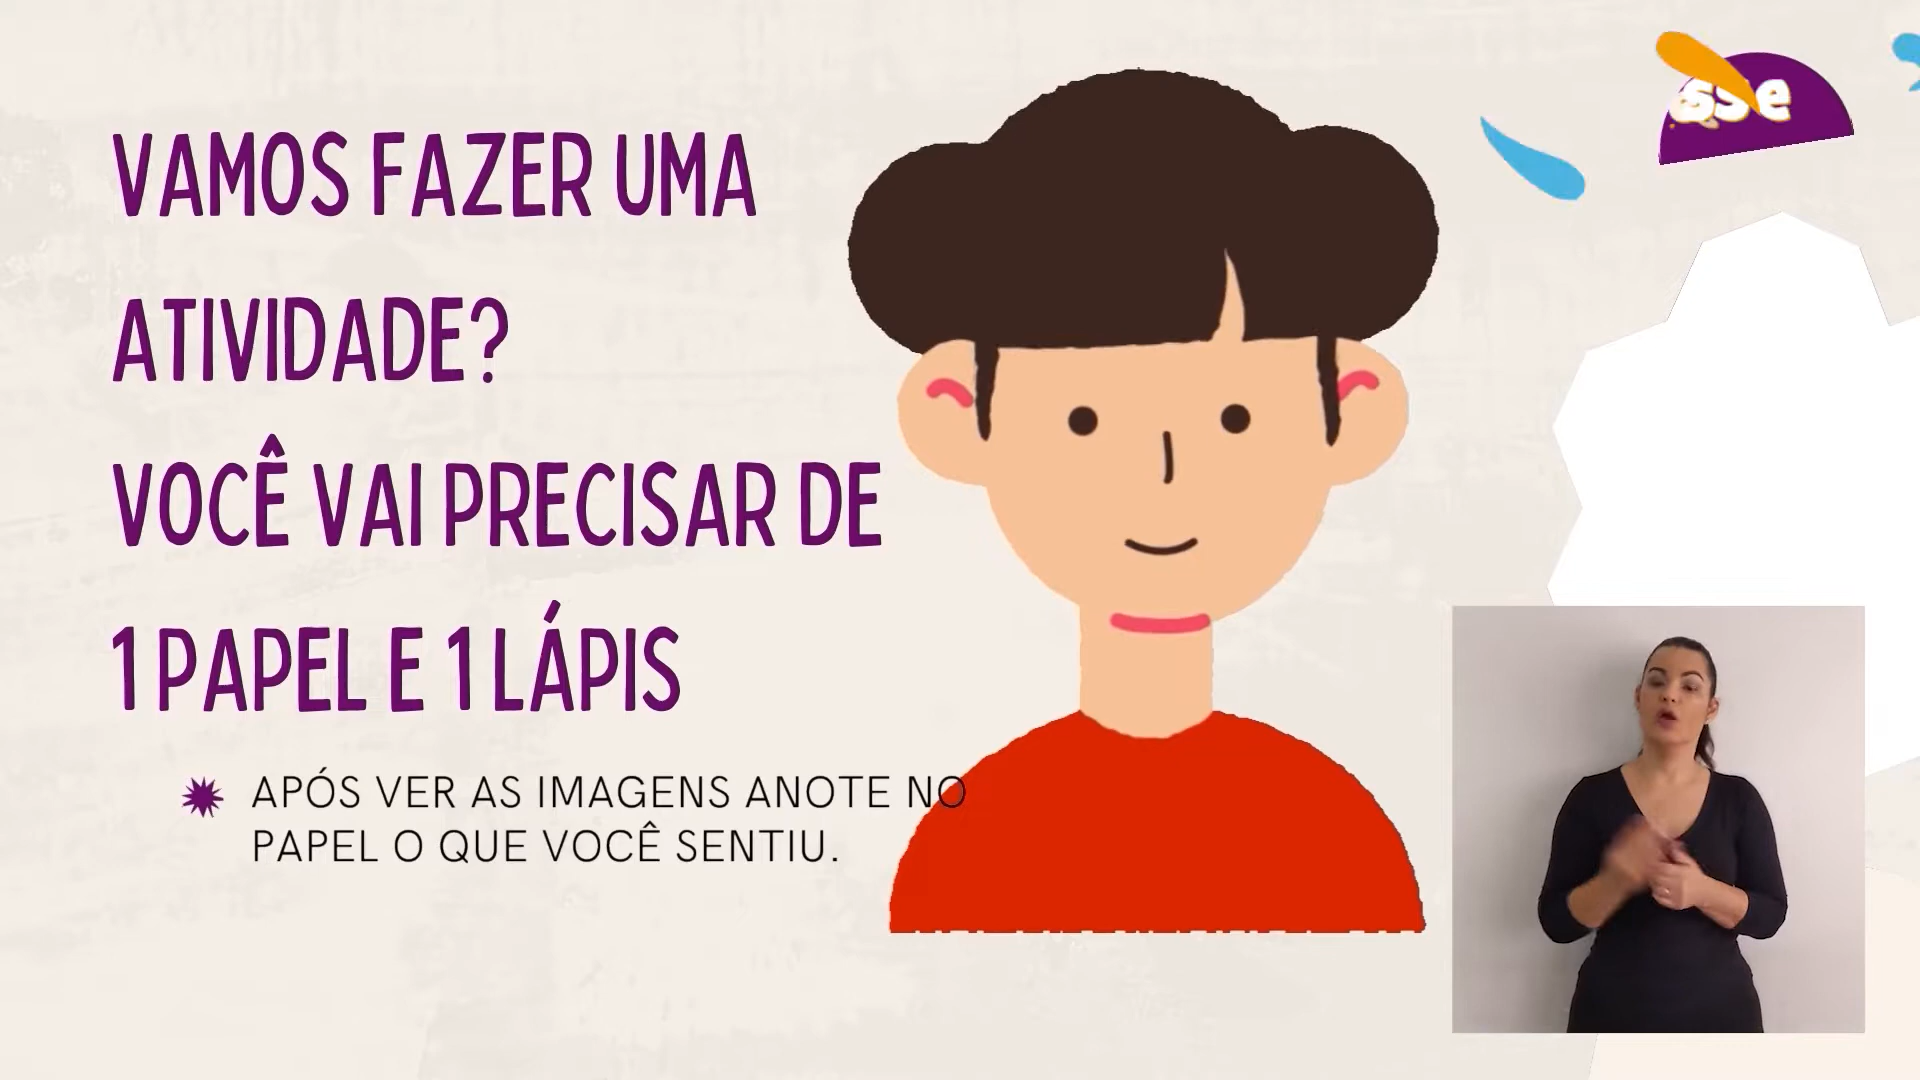 VAMOS FAZER UMA
ATIVIDADE?
VOCÊ VAI PRECISAR DE
1 PAPEL E 1 LÁPIS
APÓS VER AS IMAGENS ANOTE NO
PAPEL O QUE VOCÊ SENTIU.